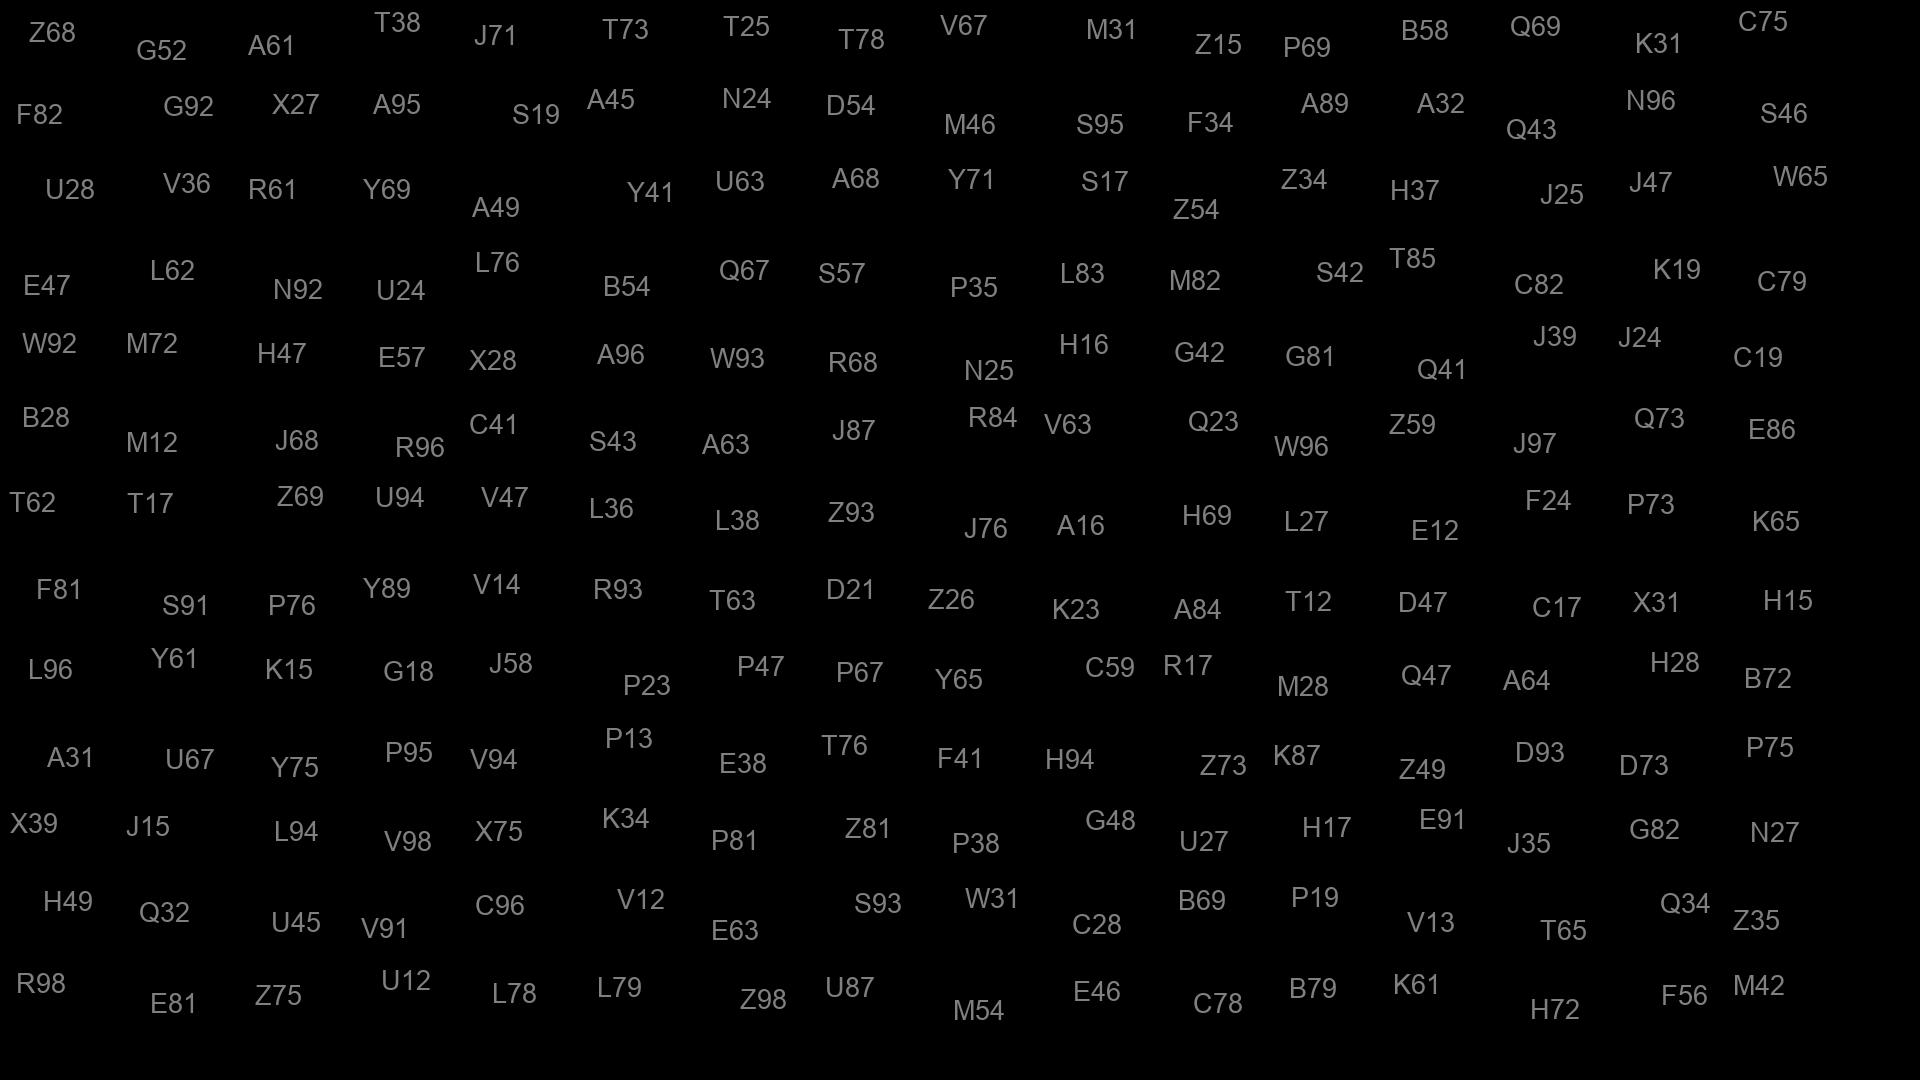 Z68 G52 A61 T38 J71 T73 T25 T78 V67 M31 Z15 P69 B58 Q69 K31 C75
F82 G92 X27 A95 S19 A45 N24 D54 M46 S95 F34 A89 A32 Q43 N96 S46
U28 V36 R61 Y69 A49 Y41 U63 A68 Y71 S17 Z54 Z34 H37 J25 J47 W65
E47 L62 N92 U24 L76 B54 Q67 S57 P35 L83 M82 S42 T85 C82 K19 C79
W92 M72 H47 E57 X28 A96 W93 R68 N25 H16 G42 G81 Q41 J39 J24 C19
B28 M12 J68 R96 C41 S43 A63 J87 R84 V63 Q23 W96 Z59 J97 Q73 E86
T62 T17 Z69 U94 V47 L36 L38 Z93 J76 A16 H69 L27 E12 F24 P73 K65
F81 S91 P76 Y89 V14 R93 T63 D21 Z26 K23 A84 T12 D47 C17 X31 H15
L96 Y61 K15 G18 J58 P23 P47 P67 Y65 C59 R17 M28 Q47 A64 H28 B72
A31 U67 Y75 P95 V94 P13 E38 T76 F41 H94 Z73 K87 Z49 D93 D73 P75
X39 J15 L94 V98 X75 K34 P81 Z81 P38 G48 U27 H17 E91 J35 G82 N27
H49 Q32 U45 V91 C96 V12 E63 S93 W31 C28 B69 P19 V13 T65 Q34 Z35
R98 E81 Z75 U12 L78 L79 Z98 U87 M54 E46 C78 B79 K61 H72 F56 M42